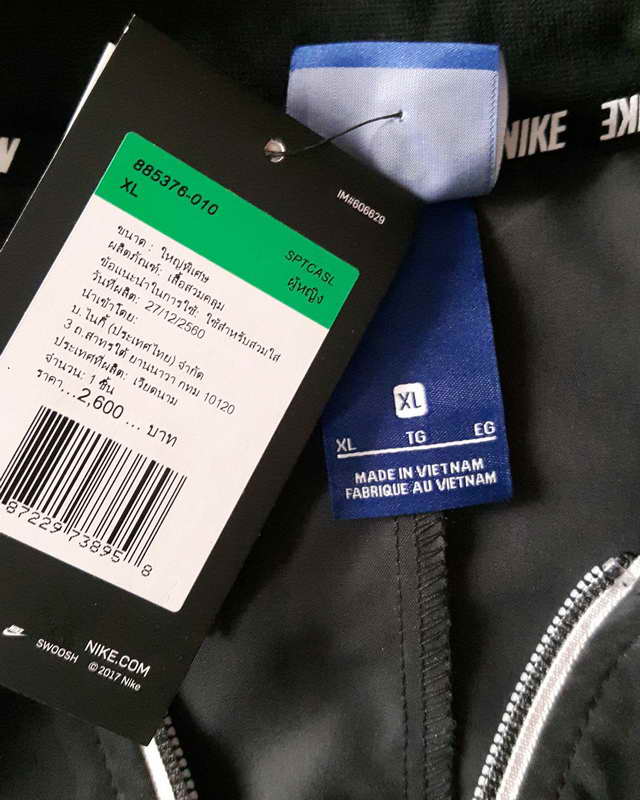 885376-010
XL
SPTCASL
ผู้หญิง
ขนาด: ใหญ่พิเศษ
ผลิตภัณฑ์: เสื้อสวมคลุม
ข้อแนะนำในการใช้: ใช้สำหรับสวมใส่
วันที่ผลิต: 27/12/2560
นำเข้าโดย:
บ.ไนกี้ (ประเทศไทย) จำกัด
3 ถ.สาทรใต้ ยานนาวา กทม 10120
ประเทศที่ผลิต: เวียดนาม
จำนวน: 1 ชิ้น
ราคา...2,600 ... บาท
87229 73895 8
SWOOSH
NIKE.COM
© 2017 Nike
IM#606629
XL
XL TG EG
MADE IN VIETNAM
FABRIQUE AU VIETNAM
NIKE